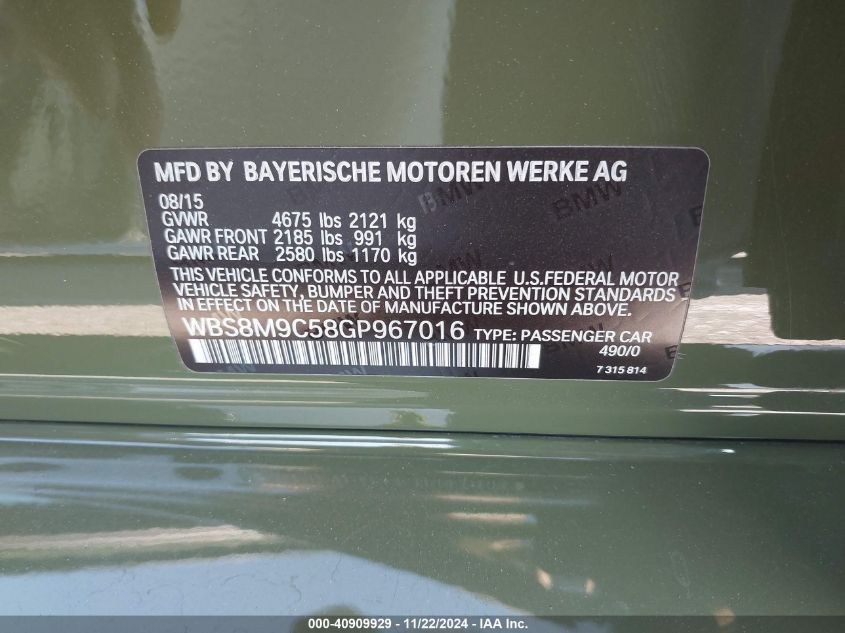 MFD BY BAYERISCHE MOTOREN WERKE AG
08/15
GVWR 4675 lbs 2121 kg
GAWR FRONT 2185 lbs 991 kg
GAWR REAR 2580 lbs 1170 kg
THIS VEHICLE CONFORMS TO ALL APPLICABLE U.S.FEDERAL MOTOR
VEHICLE SAFETY, BUMPER AND THEFT PREVENTION STANDARDS
IN EFFECT ON THE DATE OF MANUFACTURE SHOWN ABOVE.
WBS8M9C58GP967016 TYPE: PASSENGER CAR
490/0
7 315 814
BMW
BMW
000-40909929 - 11/22/2024 - IAA Inc.